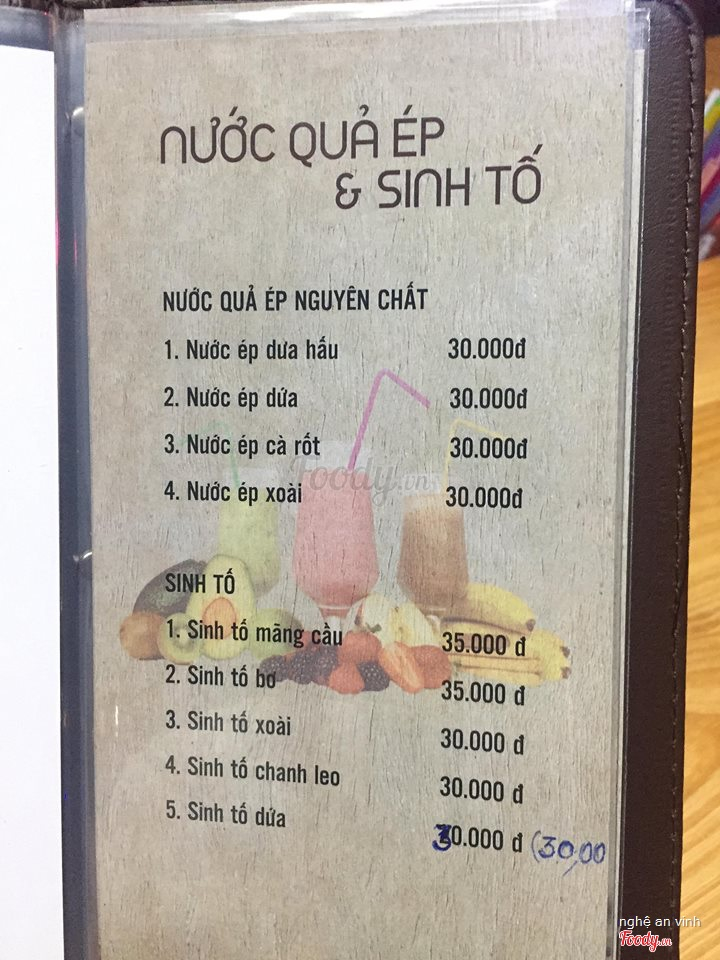 NƯỚC QUẢ ÉP
& SINH TỐ
NƯỚC QUẢ ÉP NGUYÊN CHẤT
1. Nước ép dưa hấu 30.000đ
2. Nước ép dứa 30.000đ
3. Nước ép cà rốt 30.000đ
4. Nước ép xoài 30.000đ
Foody.vn
SINH TỐ
1. Sinh tố mãng cầu 35.000 đ
2. Sinh tố bơ 35.000 đ
3. Sinh tố xoài 30.000 đ
4. Sinh tố chanh leo 30.000 đ
5. Sinh tố dứa 30.000 đ (30,00
nghệ an vinh
Foody.vn